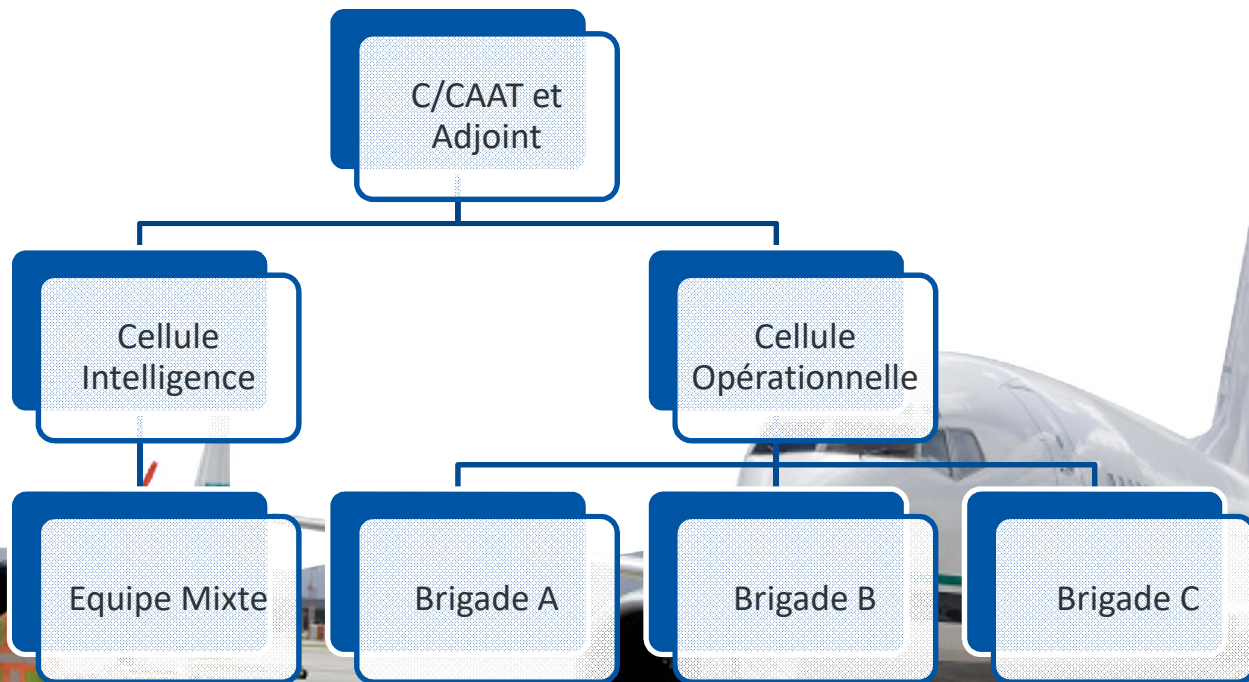 C/CAAT et
Adjoint
Cellule
Intelligence
Cellule
Opérationnelle
Equipe Mixte
Brigade A
Brigade B
Brigade C